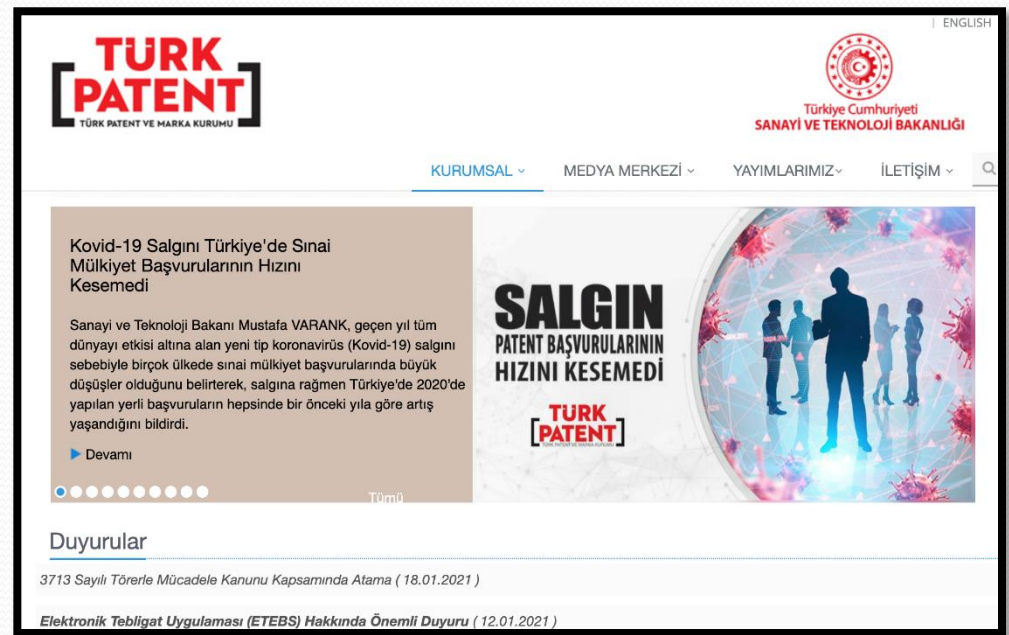 ENGLISH
TÜRK
PATENT
TÜRK PATENT VE MARKA KURUMU
Türkiye Cumhuriyeti
SANAYİ VE TEKNOLOJİ BAKANLIĞI
KURUMSAL
MEDYA MERKEZİ
YAYIMLARIMIZ
İLETİŞİM
Kovid-19 Salgını Türkiye'de Sınai
Mülkiyet Başvurularının Hızını
Kesemedi
Sanayi ve Teknoloji Bakanı Mustafa VARANK, geçen yıl tüm
dünyayı etkisi altına alan yeni tip koronavirüs (Kovid-19) salgını
sebebiyle birçok ülkede sınai mülkiyet başvurularında büyük
düşüşler olduğunu belirterek, salgına rağmen Türkiye'de 2020'de
yapılan yerli başvuruların hepsinde bir önceki yıla göre artış
yaşandığını bildirdi.
Devamı
Tümü
SALGIN
PATENT BAŞVURULARININ
HIZINI KESEMEDİ
TÜRK
PATENT
TÜRK PATENT VE MARKA KURUMU
Duyurular
3713 Sayılı Törerle Mücadele Kanunu Kapsamında Atama ( 18.01.2021 )
Elektronik Tebligat Uygulaması (ETEBS) Hakkında Önemli Duyuru ( 12.01.2021 )